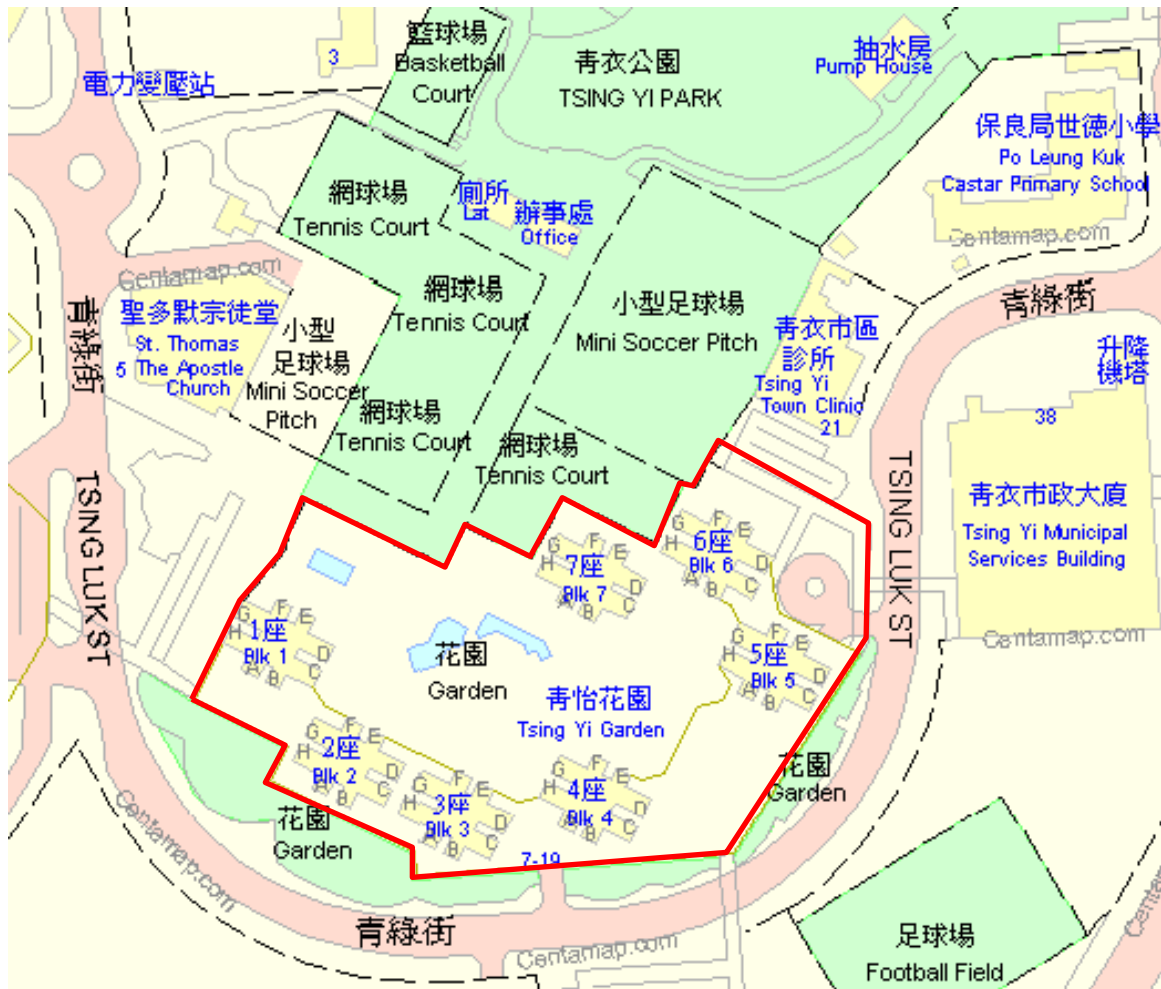 籃球場
Basketball
Court
3
電力變壓站
青衣公園
TSING YI PARK
抽水房
Pump House
保良局世德小學
Po Leung Kuk
Castar Primary School
Centamap.com
網球場
Tennis Court
廁所
Lat
辦事處
Office
Centamap.com
青綠街
聖多默宗徒堂
St. Thomas
5 The Apostle
Church
小型
足球場
Mini Soccer
Pitch
網球場
Tennis Court
小型足球場
Mini Soccer Pitch
青衣市區
診所
Tsing Yi
Town Clinic
21
青綠街
升降
機塔
38
網球場
Tennis Court
網球場
Tennis Court
TSING LUK ST
TSING LUK ST
青衣市政大廈
Tsing Yi Municipal
Services Building
Centamap.com
G F E
H 1座 D
Blk 1
A B C
G F E
H 7座 D
Blk 7
A B C
G F E
H 6座 D
Blk 6
A B C
G F E
H 5座 D
Blk 5
A B C
花園
Garden
青怡花園
Tsing Yi Garden
G F E
H 2座 D
Blk 2
A B C
G F E
H 3座 D
Blk 3
A B C
G F E
H 4座 D
Blk 4
A B C
花園
Garden
花園
Garden
7-19
Centamap.com
青綠街
Centamap.com
足球場
Football Field
Centa